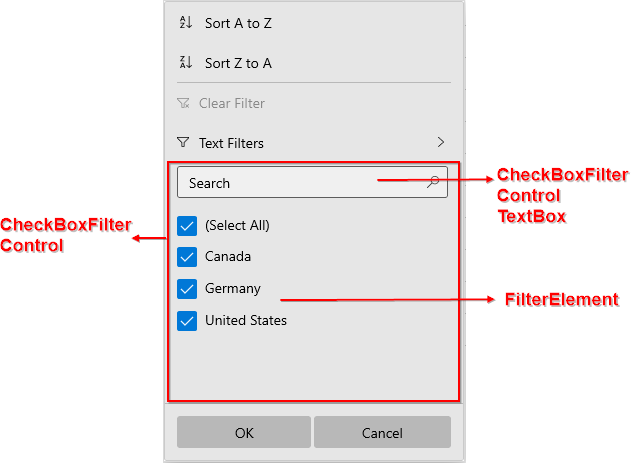 Sort A to Z
Sort Z to A
Clear Filter
Text Filters
Search
CheckBoxFilter
Control
TextBox
CheckBoxFilter
Control
(Select All)
Canada
Germany
United States
FilterElement
OK
Cancel